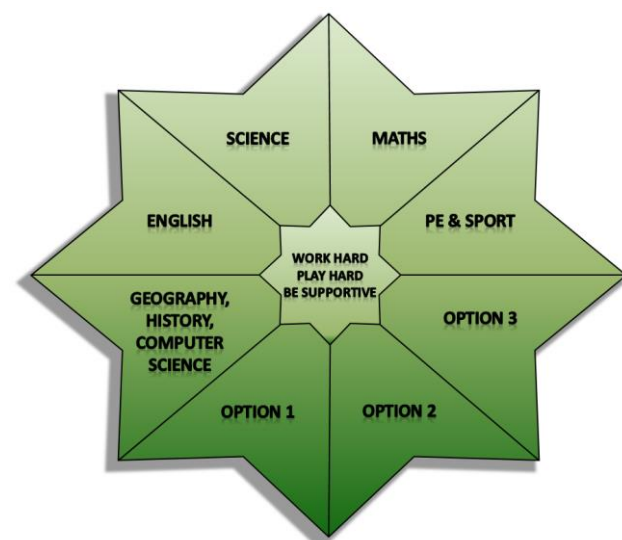 SCIENCE
MATHS
ENGLISH
PE & SPORT
WORK HARD
PLAY HARD
BE SUPPORTIVE
GEOGRAPHY,
HISTORY,
COMPUTER
SCIENCE
OPTION 3
OPTION 1
OPTION 2